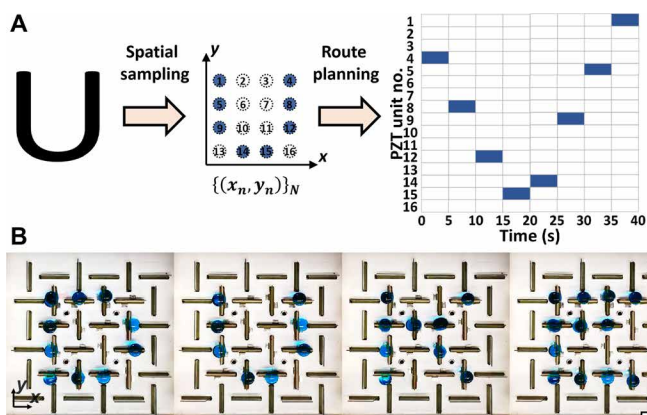 A
U
Spatial
sampling
y
1 2 3 4
5 6 7 8
9 10 11 12
13 14 15 16
x
{(xₙ, yₙ)}N
Route
planning
PZT unit no.
1
2
3
4
5
6
7
8
9
10
11
12
13
14
15
16
0 5 10 15 20 25 30 35 40
Time (s)
B
y
x